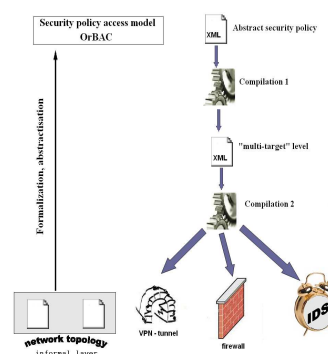 Security policy access model
OrBAC
Formalization, abstractisation
network topology
informal layer
XML
Abstract security policy
Compilation 1
XML
"multi-target" level
Compilation 2
VPN - tunnel
firewall
IDS